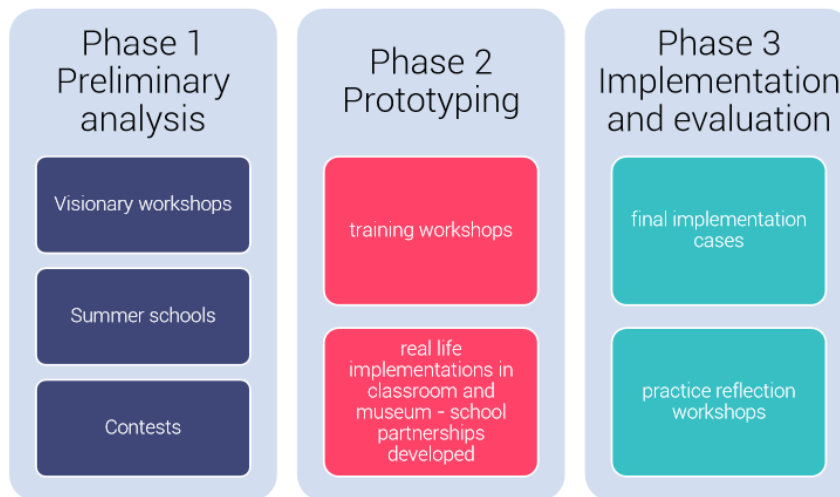 Phase 1
Preliminary
analysis
Visionary workshops
Summer schools
Contests
Phase 2
Prototyping
training workshops
real life
implementations in
classroom and
museum - school
partnerships
developed
Phase 3
Implementation
and evaluation
final implementation
cases
practice reflection
workshops